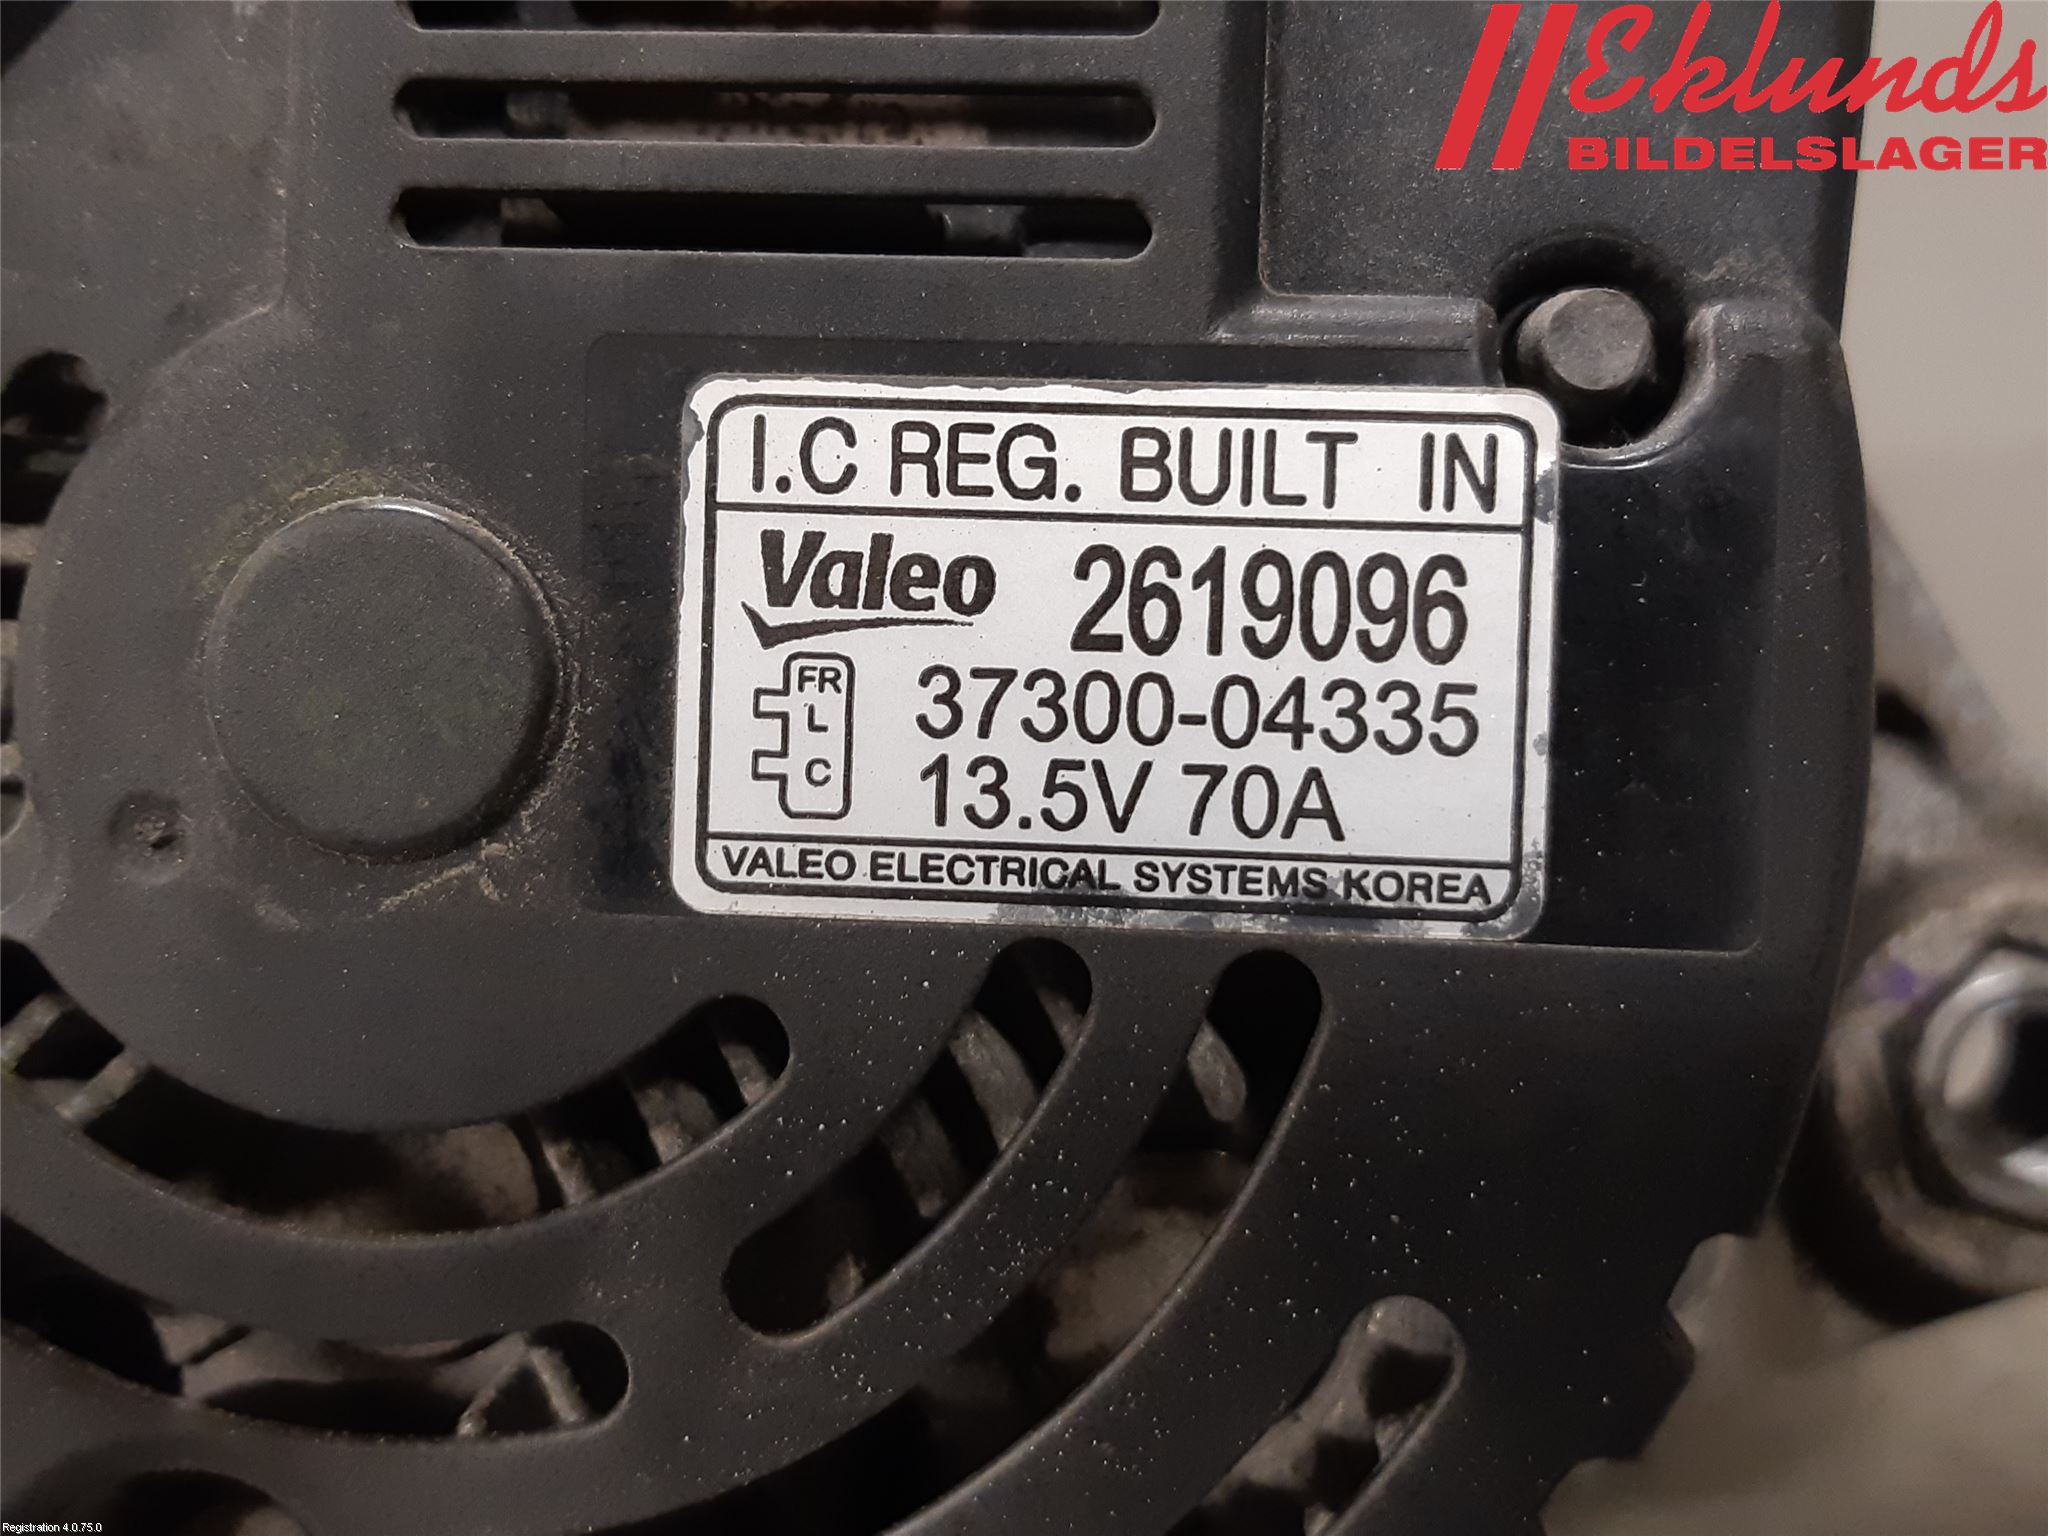 Eklunds
BILDELSLAGER
I.C REG. BUILT IN
Valeo 2619096
FR
L
C
37300-04335
13.5V 70A
VALEO ELECTRICAL SYSTEMS KOREA
Registration 4.0.75.0